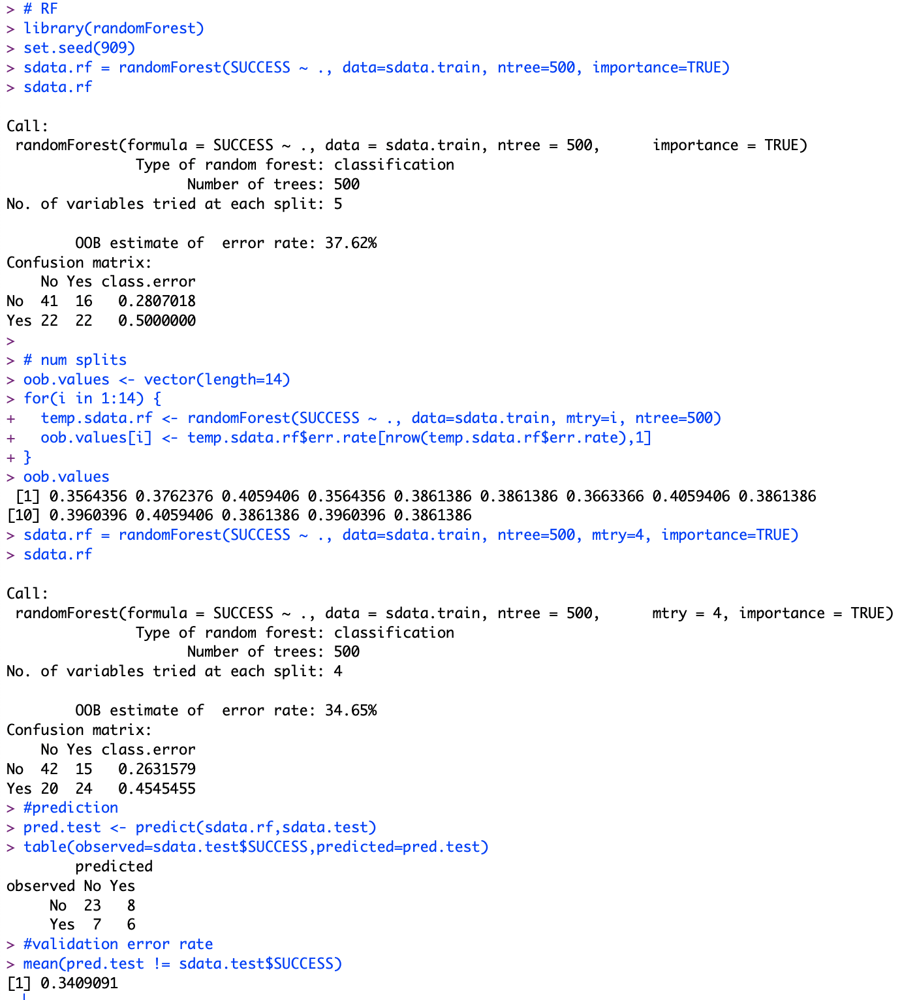 > # RF
> library(randomForest)
> set.seed(909)
> sdata.rf = randomForest(SUCCESS ~ ., data=sdata.train, ntree=500, importance=TRUE)
> sdata.rf

Call:
 randomForest(formula = SUCCESS ~ ., data = sdata.train, ntree = 500,      importance = TRUE)
               Type of random forest: classification
                     Number of trees: 500
No. of variables tried at each split: 5

        OOB estimate of  error rate: 37.62%
Confusion matrix:
    No Yes class.error
No  41  16   0.2807018
Yes 22  22   0.5000000
>
> # num splits
> oob.values <- vector(length=14)
> for(i in 1:14) {
+   temp.sdata.rf <- randomForest(SUCCESS ~ ., data=sdata.train, mtry=i, ntree=500)
+   oob.values[i] <- temp.sdata.rf$err.rate[nrow(temp.sdata.rf$err.rate),1]
+ }
> oob.values
 [1] 0.3564356 0.3762376 0.4059406 0.3564356 0.3861386 0.3861386 0.3663366 0.4059406 0.3861386
[10] 0.3960396 0.4059406 0.3861386 0.3960396 0.3861386
> sdata.rf = randomForest(SUCCESS ~ ., data=sdata.train, ntree=500, mtry=4, importance=TRUE)
> sdata.rf

Call:
 randomForest(formula = SUCCESS ~ ., data = sdata.train, ntree = 500,      mtry = 4, importance = TRUE)
               Type of random forest: classification
                     Number of trees: 500
No. of variables tried at each split: 4

        OOB estimate of  error rate: 34.65%
Confusion matrix:
    No Yes class.error
No  42  15   0.2631579
Yes 20  24   0.4545455
> #prediction
> pred.test <- predict(sdata.rf,sdata.test)
> table(observed=sdata.test$SUCCESS,predicted=pred.test)
        predicted
observed No Yes
     No  23   8
     Yes  7   6
> #validation error rate
> mean(pred.test != sdata.test$SUCCESS)
[1] 0.3409091